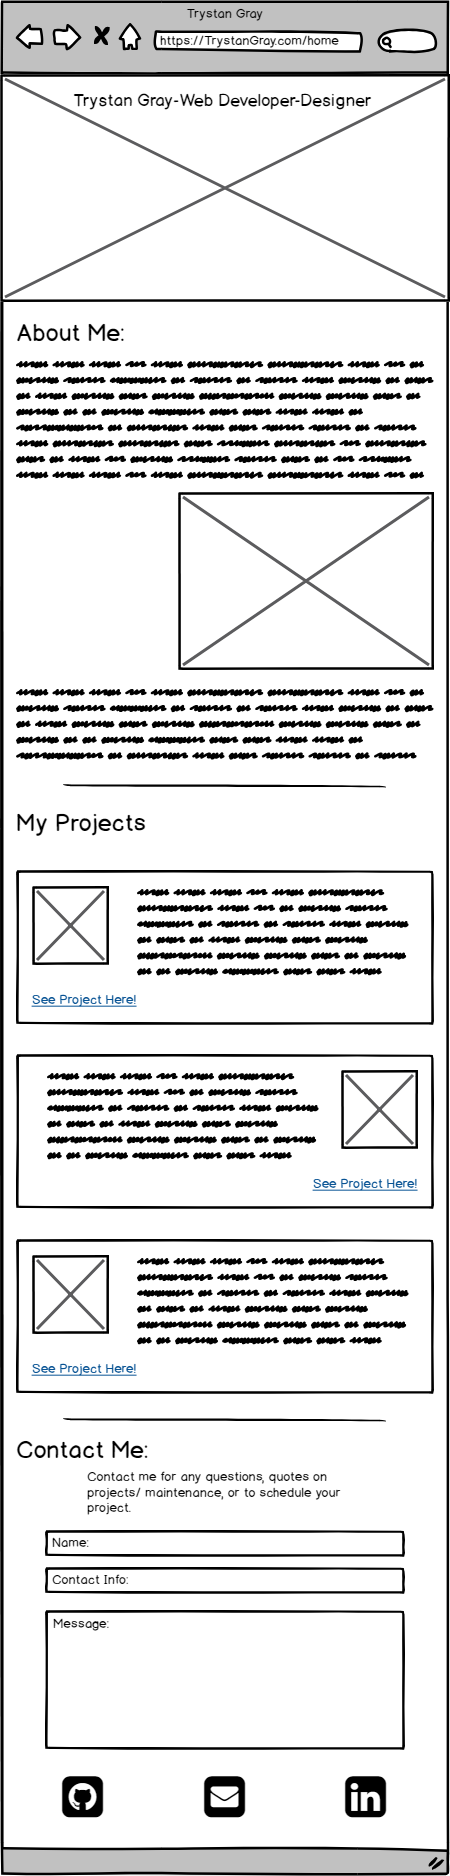 Trystan Gray
https://TrystanGray.com/home
Trystan Gray-Web Developer-Designer
About Me:
My Projects
See Project Here!
See Project Here!
See Project Here!
Contact Me:
Contact me for any questions, quotes on
projects/ maintenance, or to schedule your
project.
Name:
Contact Info:
Message:
in